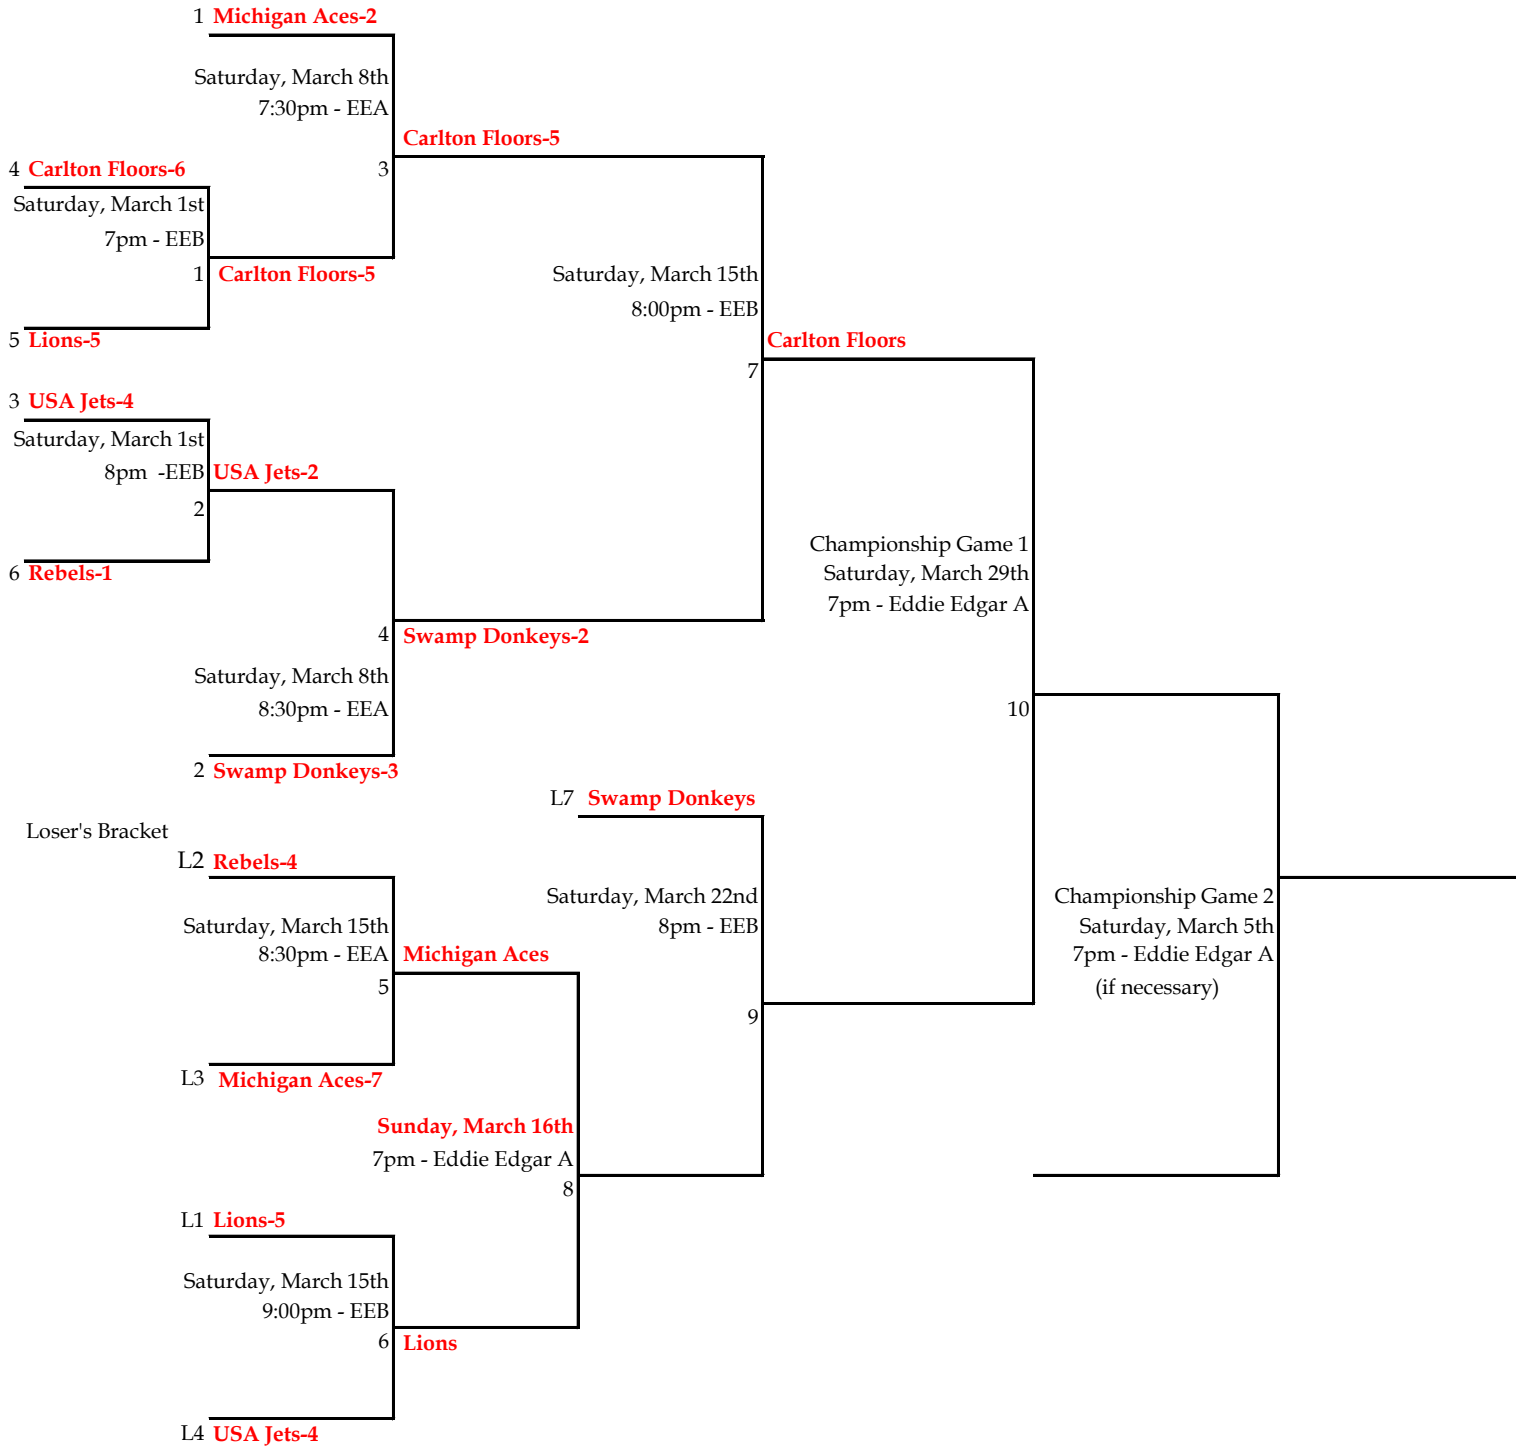 1 Michigan Aces-2
Saturday, March 8th
7:30pm - EEA
Carlton Floors-5
3
4 Carlton Floors-6
Saturday, March 1st
7pm - EEB
1 Carlton Floors-5
5 Lions-5
Saturday, March 15th
8:00pm - EEB
Carlton Floors
7
3 USA Jets-4
Saturday, March 1st
8pm  -EEB
USA Jets-2
2
6 Rebels-1
Championship Game 1
Saturday, March 29th
7pm - Eddie Edgar A
10
4 Swamp Donkeys-2
Saturday, March 8th
8:30pm - EEA
2 Swamp Donkeys-3
L7 Swamp Donkeys
Loser's Bracket
L2 Rebels-4
Saturday, March 15th
8:30pm - EEA
Michigan Aces
5
L3 Michigan Aces-7
Saturday, March 22nd
8pm - EEB
9
Championship Game 2
Saturday, March 5th
7pm - Eddie Edgar A
(if necessary)
Sunday, March 16th
7pm - Eddie Edgar A
8
L1 Lions-5
Saturday, March 15th
9:00pm - EEB
6 Lions
L4 USA Jets-4